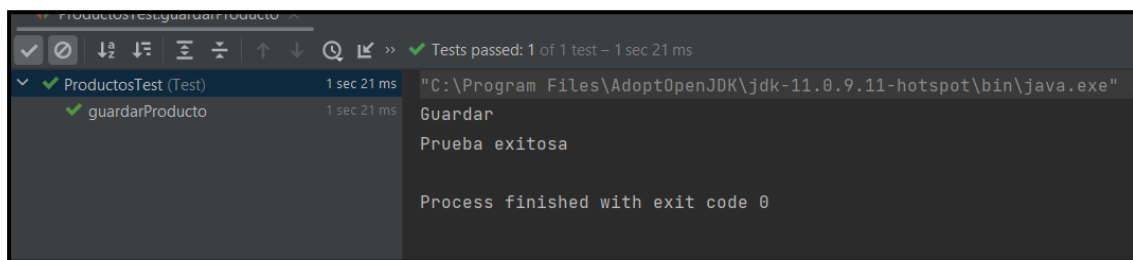 ProductosTest.guardarProducto
Tests passed: 1 of 1 test – 1 sec 21 ms
ProductosTest (Test) 1 sec 21 ms
guardarProducto 1 sec 21 ms
"C:\Program Files\AdoptOpenJDK\jdk-11.0.9.11-hotspot\bin\java.exe"
Guardar
Prueba exitosa
Process finished with exit code 0